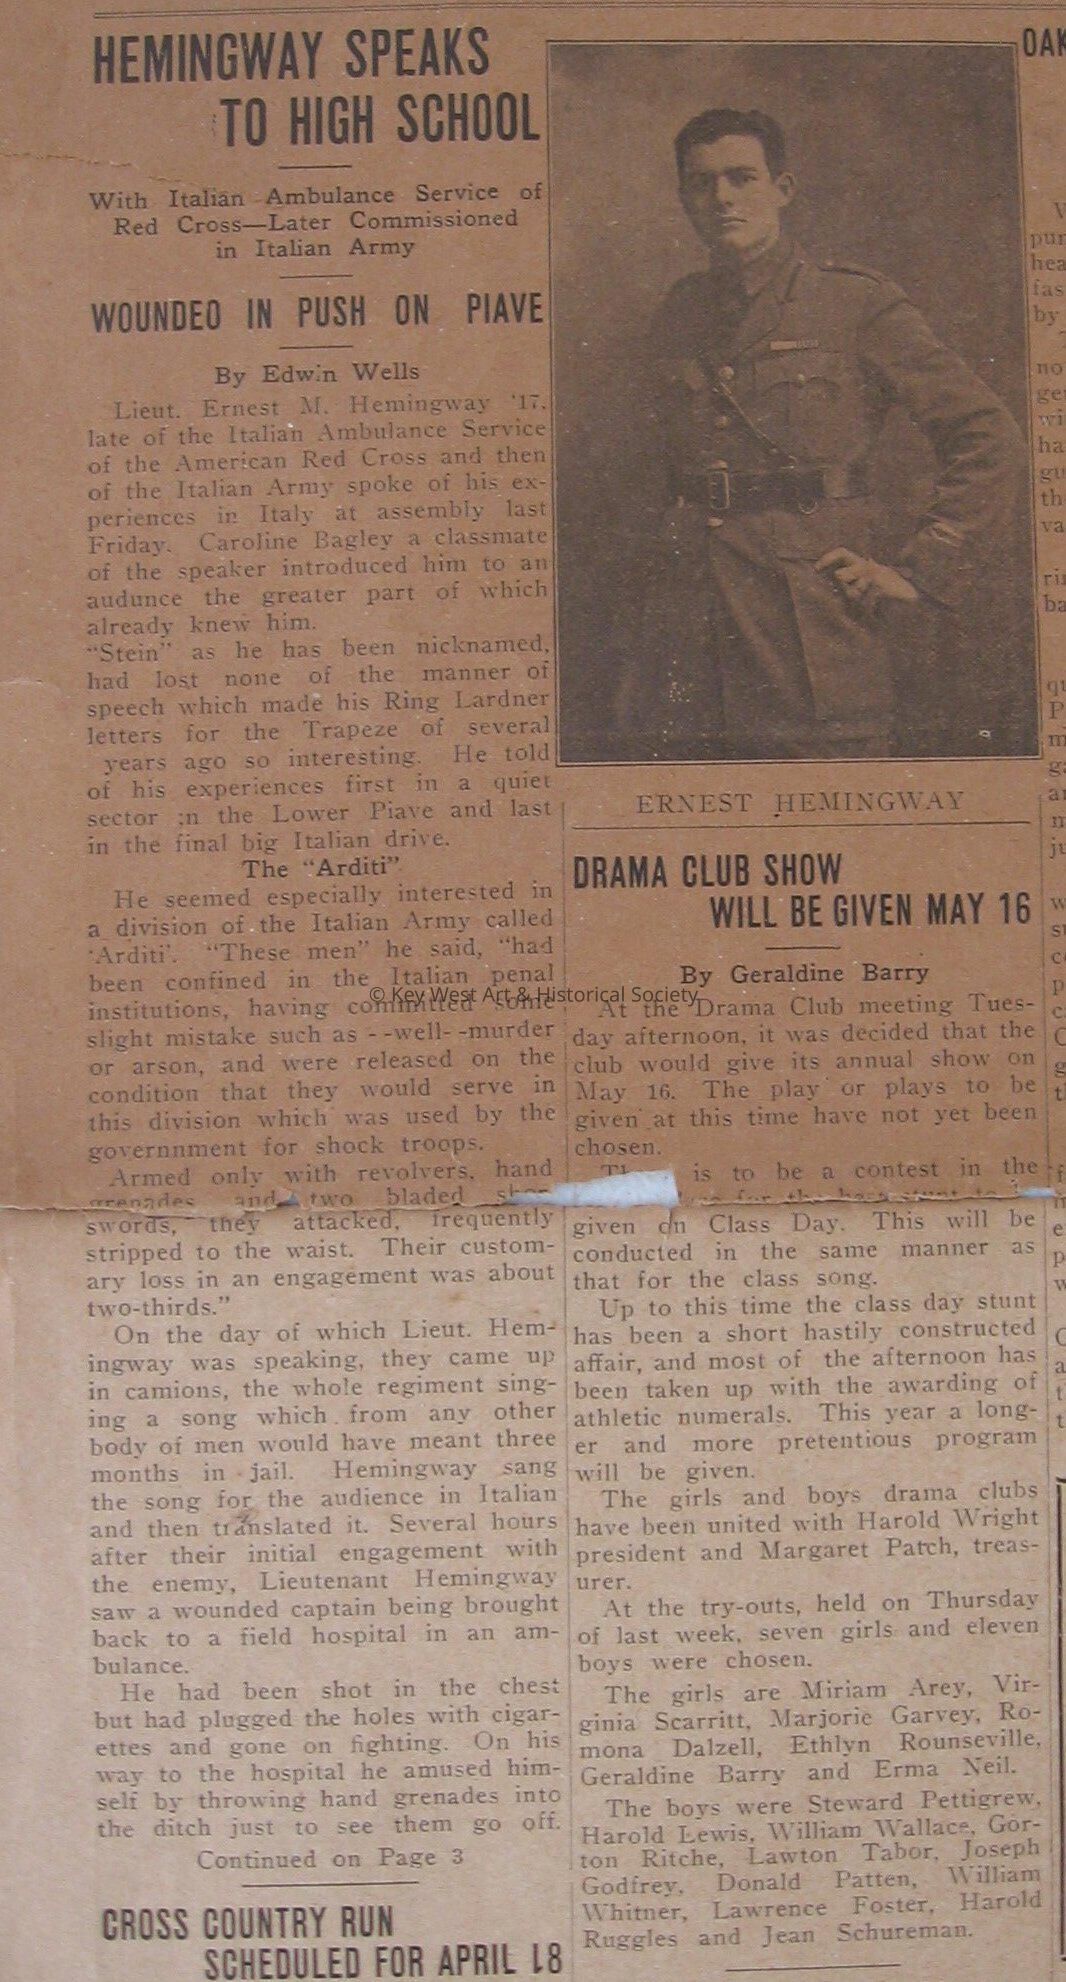 HEMINGWAY SPEAKS
TO HIGH SCHOOL
With Italian Ambulance Service of
Red Cross—Later Commissioned
in Italian Army
WOUNDED IN PUSH ON PIAVE
By Edwin Wells
Lieut. Ernest M. Hemingway '17,
late of the Italian Ambulance Service
of the American Red Cross and then
of the Italian Army spoke of his ex-
periences in Italy at assembly last
Friday. Caroline Bagley a classmate
of the speaker introduced him to an
audunce the greater part of which
already knew him.
"Stein" as he has been nicknamed,
had lost none of the manner of
speech which made his Ring Lardner
letters for the Trapeze of several
years ago so interesting. He told
of his experiences first in a quiet
sector in the Lower Piave and last
in the final big Italian drive.
The "Arditi"
He seemed especially interested in
a division of the Italian Army called
'Arditi'. "These men" he said, "had
been confined in the Italian penal
institutions, having committed some
slight mistake such as --well--murder
or arson, and were released on the
condition that they would serve in
this division which was used by the
governnment for shock troops.
Armed only with revolvers, hand
grenades and two bladed
swords, they attacked, frequently
stripped to the waist. Their custom-
ary loss in an engagement was about
two-thirds."
On the day of which Lieut. Hem-
ingway was speaking, they came up
in camions, the whole regiment sing-
ing a song which from any other
body of men would have meant three
months in jail. Hemingway sang
the song for the audience in Italian
and then translated it. Several hours
after their initial engagement with
the enemy, Lieutenant Hemingway
saw a wounded captain being brought
back to a field hospital in an am-
bulance.
He had been shot in the chest
but had plugged the holes with cigar-
ettes and gone on fighting. On his
way to the hospital he amused him-
self by throwing hand grenades into
the ditch just to see them go off.
Continued on Page 3
CROSS COUNTRY RUN
SCHEDULED FOR APRIL 18
ERNEST HEMINGWAY
DRAMA CLUB SHOW
WILL BE GIVEN MAY 16
By Geraldine Barry
© Key West Art & Historical Society
At the Drama Club meeting Tues-
day afternoon, it was decided that the
club would give its annual show on
May 16. The play or plays to be
given at this time have not yet been
chosen.
is to be a contest in the
for the best stunt to be
given on Class Day. This will be
conducted in the same manner as
that for the class song.
Up to this time the class day stunt
has been a short hastily constructed
affair, and most of the afternoon has
been taken up with the awarding of
athletic numerals. This year a long-
er and more pretentious program
will be given.
The girls and boys drama clubs
have been united with Harold Wright
president and Margaret Patch, treas-
urer.
At the try-outs, held on Thursday
of last week, seven girls and eleven
boys were chosen.
The girls are Miriam Arey, Vir-
ginia Scarritt, Marjorie Garvey, Ro-
mona Dalzell, Ethlyn Rounseville,
Geraldine Barry and Erma Neil.
The boys were Steward Pettigrew,
Harold Lewis, William Wallace, Gor-
ton Ritche, Lawton Tabor, Joseph
Godfrey, Donald Patten, William
Whitner, Lawrence Foster, Harold
Ruggles and Jean Schureman.
OAK